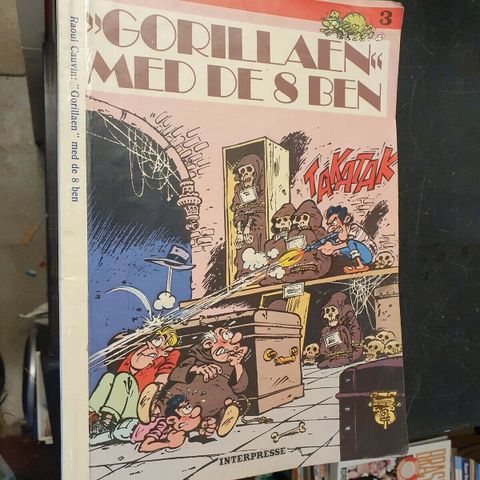 3
”GORILLAEN“
MED DE 8 BEN
Raoul Cauvin: "Gorillaen" med de 8 ben
TAKATAK
INTERPRESSE